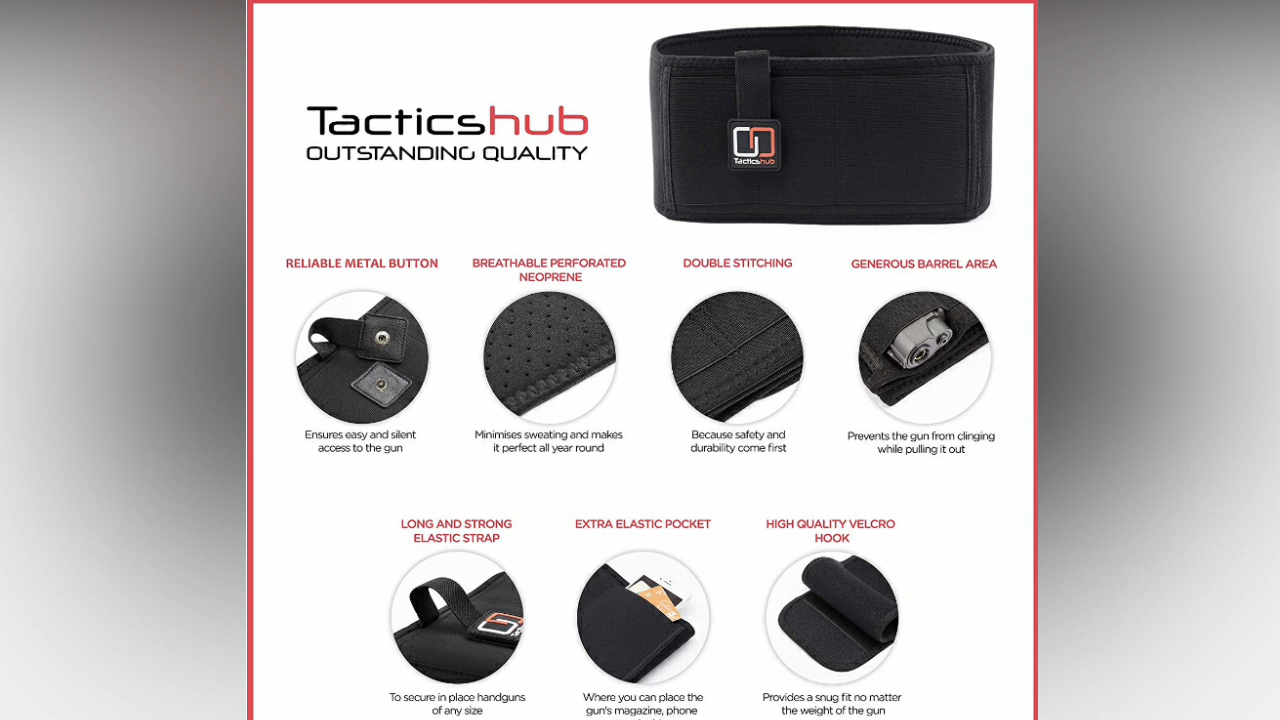 Tacticshub
OUTSTANDING QUALITY
Tacticshub
RELIABLE METAL BUTTON
BREATHABLE PERFORATED
NEOPRENE
DOUBLE STITCHING
GENEROUS BARREL AREA
Ensures easy and silent
access to the gun
Minimises sweating and makes
it perfect all year round
Because safety and
durability come first
Prevents the gun from clinging
while pulling it out
LONG AND STRONG
ELASTIC STRAP
EXTRA ELASTIC POCKET
HIGH QUALITY VELCRO
HOOK
To secure in place handguns
of any size
Where you can place the
gun's magazine, phone
Provides a snug fit no matter
the weight of the gun